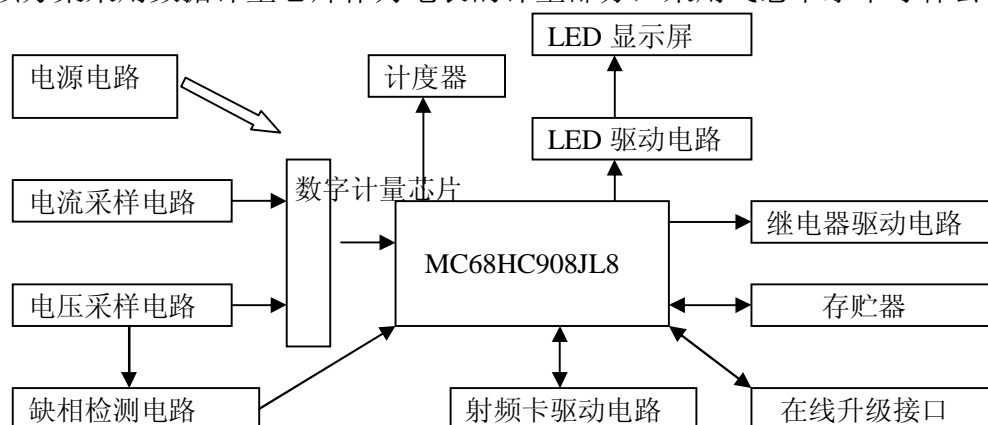 LED 显示屏
电源电路
计度器
LED 驱动电路
数字计量芯片
电流采样电路
继电器驱动电路
MC68HC908JL8
电压采样电路
存贮器
缺相检测电路
射频卡驱动电路
在线升级接口